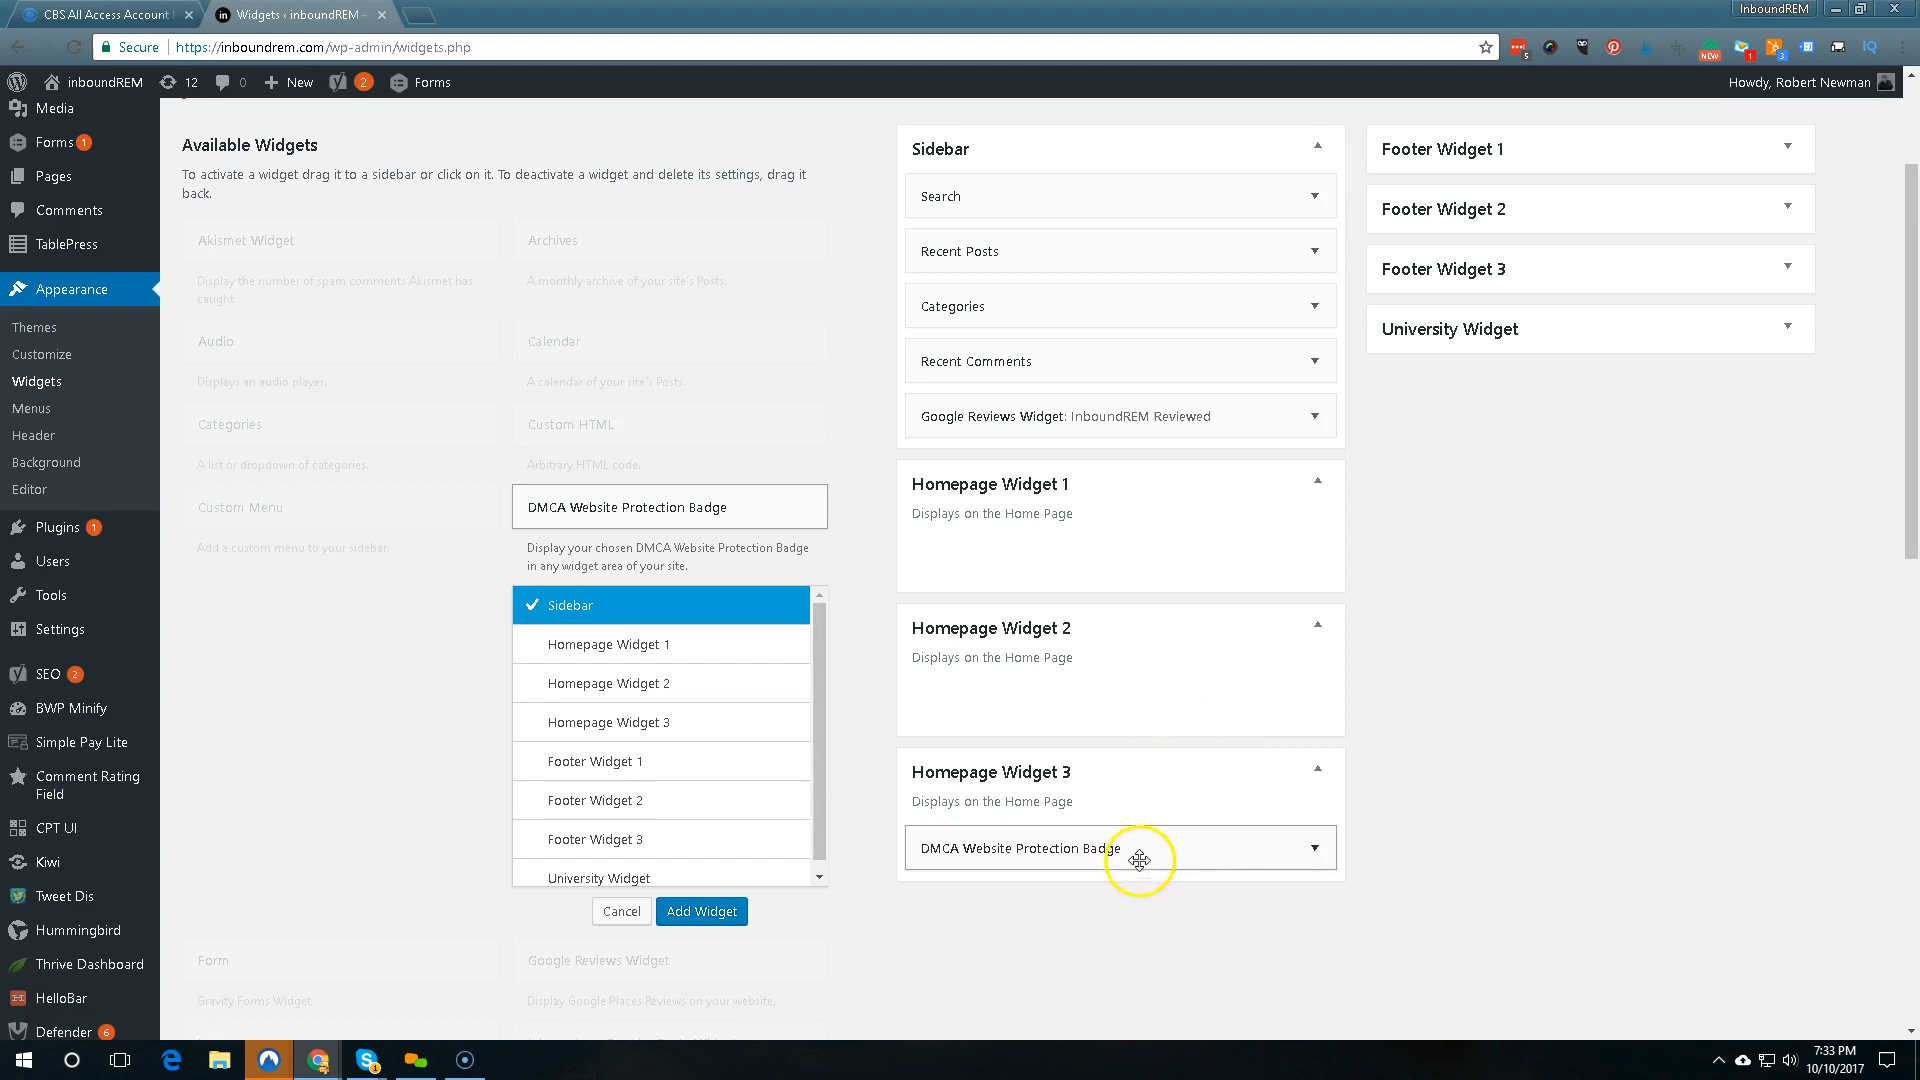 CBS All Access Account
Widgets ‹ inboundREM –
InboundREM
Secure
https://inboundrem.com/wp-admin/widgets.php
5
NEW
1
3
IQ
inboundREM
12
0
New
2
Forms
Howdy, Robert Newman
Media
Forms 1
Pages
Comments
TablePress
Appearance
Themes
Customize
Widgets
Menus
Header
Background
Editor
Plugins 1
Users
Tools
Settings
SEO 2
BWP Minify
Simple Pay Lite
Comment Rating
Field
CPT UI
Kiwi
Tweet Dis
Hummingbird
Thrive Dashboard
HelloBar
Defender 6
Available Widgets
To activate a widget drag it to a sidebar or click on it. To deactivate a widget and delete its settings, drag it
back.
Akismet Widget
Display the number of spam comments Akismet has
caught
Archives
A monthly archive of your site's Posts.
Audio
Displays an audio player.
Calendar
A calendar of your site's Posts.
Categories
A list or dropdown of categories.
Custom HTML
Arbitrary HTML code.
Custom Menu
Add a custom menu to your sidebar.
DMCA Website Protection Badge
Display your chosen DMCA Website Protection Badge
in any widget area of your site.
Sidebar
Homepage Widget 1
Homepage Widget 2
Homepage Widget 3
Footer Widget 1
Footer Widget 2
Footer Widget 3
University Widget
Cancel
Add Widget
Form
Gravity Forms Widget
Google Reviews Widget
Display Google Places Reviews on your website.
Sidebar
Search
Recent Posts
Categories
Recent Comments
Google Reviews Widget: InboundREM Reviewed
Homepage Widget 1
Displays on the Home Page
Homepage Widget 2
Displays on the Home Page
Homepage Widget 3
Displays on the Home Page
DMCA Website Protection Badge
Footer Widget 1
Footer Widget 2
Footer Widget 3
University Widget
1
7:33 PM
10/10/2017